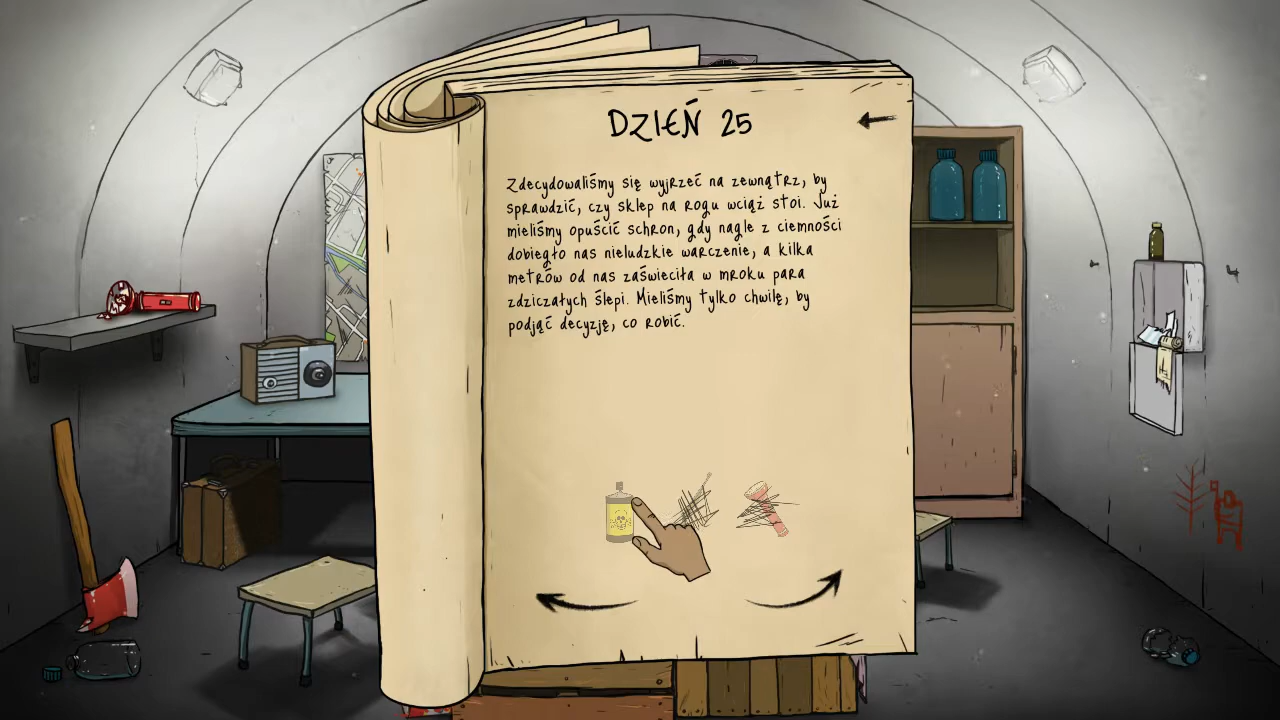 DZIEŃ 25
Zdecydowaliśmy się wyjrzeć na zewnątrz, by
sprawdzić, czy sklep na rogu wciąż stoi. Już
mieliśmy opuścić schron, gdy nagle z ciemności
dobiegło nas nieludzkie warczenie, a kilka
metrów od nas zaświeciła w mroku para
zdziczałych ślepi. Mieliśmy tylko chwilę, by
podjąć decyzję, co robić.